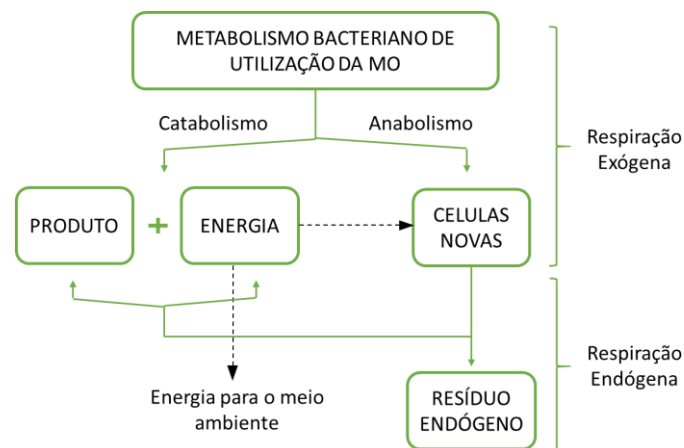 METABOLISMO BACTERIANO DE
UTILIZAÇÃO DA MO
Catabolismo
Anabolismo
Respiração
Exógena
PRODUTO
+
ENERGIA
CELULAS
NOVAS
Energia para o meio
ambiente
RESÍDUO
ENDÓGENO
Respiração
Endógena